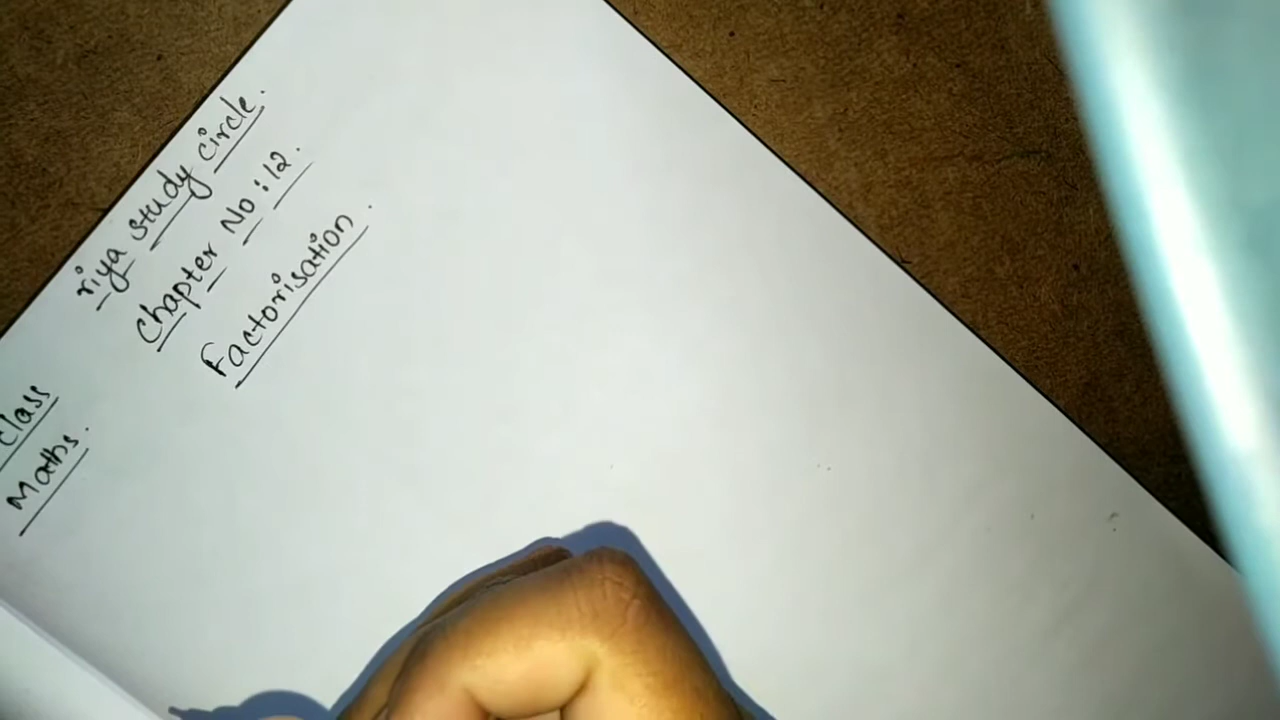 riya study circle.
Chapter No : 12.
Factorisation.
class
Maths.